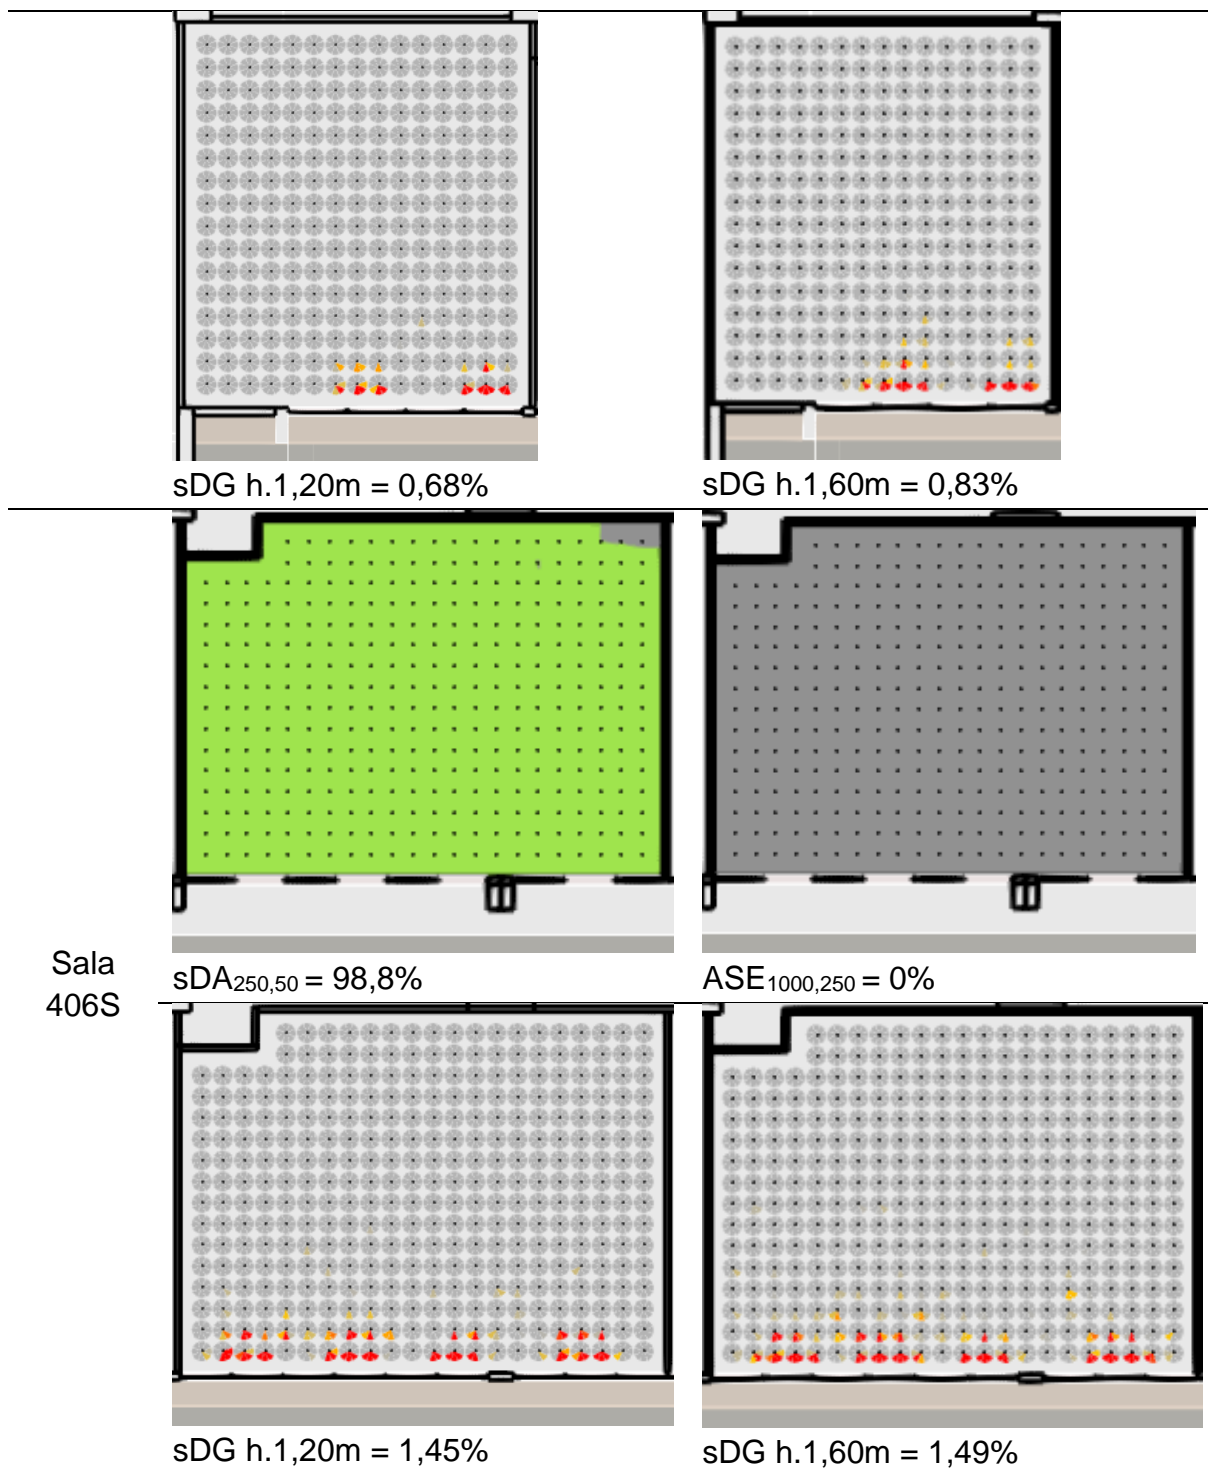 sDG h.1,20m = 0,68%
sDG h.1,60m = 0,83%
Sala
406S
sDA250,50 = 98,8%
ASE1000,250 = 0%
sDG h.1,20m = 1,45%
sDG h.1,60m = 1,49%